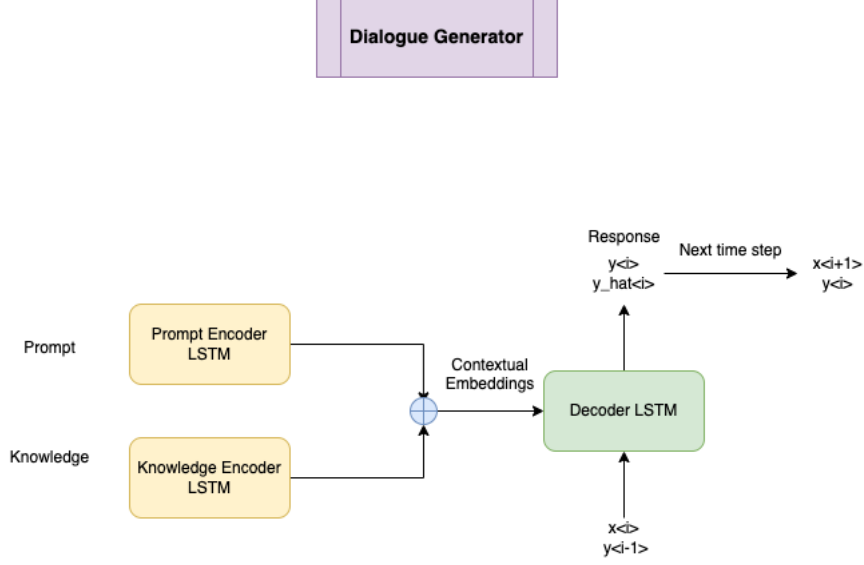 Dialogue Generator
Response
y<i>
y_hat<i>
Next time step
x<i+1>
y<i>
Prompt
Prompt Encoder
LSTM
Contextual
Embeddings
Decoder LSTM
Knowledge
Knowledge Encoder
LSTM
x<i>
y<i-1>